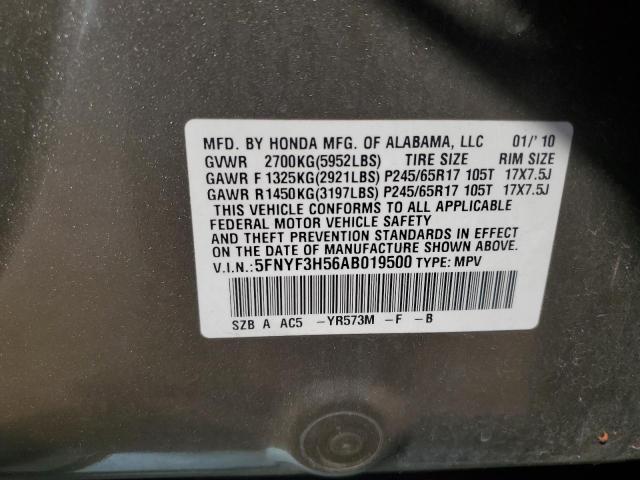 MFD. BY HONDA MFG. OF ALABAMA, LLC 01/'10
GVWR 2700KG(5952LBS) TIRE SIZE RIM SIZE
GAWR F 1325KG(2921LBS) P245/65R17 105T 17X7.5J
GAWR R1450KG(3197LBS) P245/65R17 105T 17X7.5J
THIS VEHICLE CONFORMS TO ALL APPLICABLE
FEDERAL MOTOR VEHICLE SAFETY
AND THEFT PREVENTION STANDARDS IN EFFECT
ON THE DATE OF MANUFACTURE SHOWN ABOVE.
V.I.N.:5FNYF3H56AB019500 TYPE: MPV
SZB A AC5 -YR573M -F -B